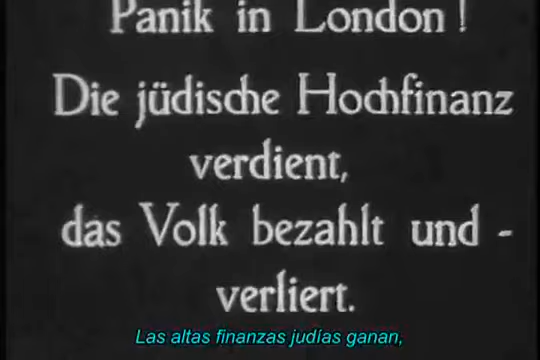 Panik in London!
Die jüdische Hochfinanz
verdient,
das Volk bezahlt und -
verliert.
Las altas finanzas judías ganan,